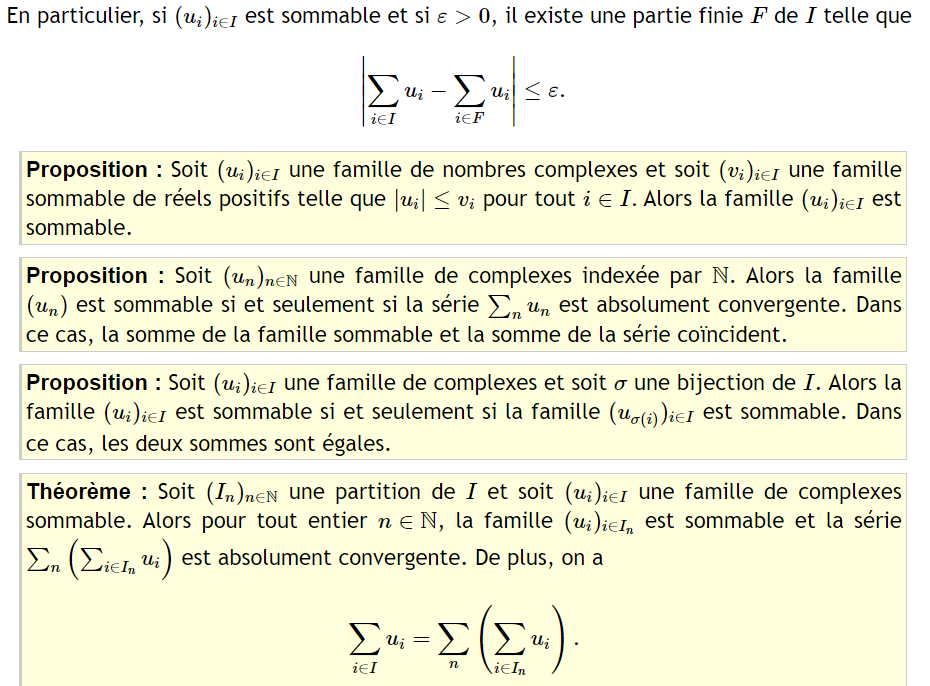 En particulier, si $(u_i)_{i\in I}$ est sommable et si $\varepsilon > 0$, il existe une partie finie $F$ de $I$ telle que
$$\left|\sum_{i\in I} u_i - \sum_{i\in F} u_i\right| \leq \varepsilon.$$
Proposition : Soit $(u_i)_{i\in I}$ une famille de nombres complexes et soit $(v_i)_{i\in I}$ une famille
sommable de réels positifs telle que $|u_i| \leq v_i$ pour tout $i \in I$. Alors la famille $(u_i)_{i\in I}$ est
sommable.
Proposition : Soit $(u_n)_{n\in\mathbb{N}}$ une famille de complexes indexée par $\mathbb{N}$. Alors la famille
$(u_n)$ est sommable si et seulement si la série $\sum_n u_n$ est absolument convergente. Dans
ce cas, la somme de la famille sommable et la somme de la série coïncident.
Proposition : Soit $(u_i)_{i\in I}$ une famille de complexes et soit $\sigma$ une bijection de $I$. Alors la
famille $(u_i)_{i\in I}$ est sommable si et seulement si la famille $(u_{\sigma(i)})_{i\in I}$ est sommable. Dans
ce cas, les deux sommes sont égales.
Théorème : Soit $(I_n)_{n\in\mathbb{N}}$ une partition de $I$ et soit $(u_i)_{i\in I}$ une famille de complexes
sommable. Alors pour tout entier $n \in \mathbb{N}$, la famille $(u_i)_{i\in I_n}$ est sommable et la série
$\sum_n \left(\sum_{i\in I_n} u_i\right)$ est absolument convergente. De plus, on a
$$\sum_{i\in I} u_i = \sum_n \left(\sum_{i\in I_n} u_i\right).$$